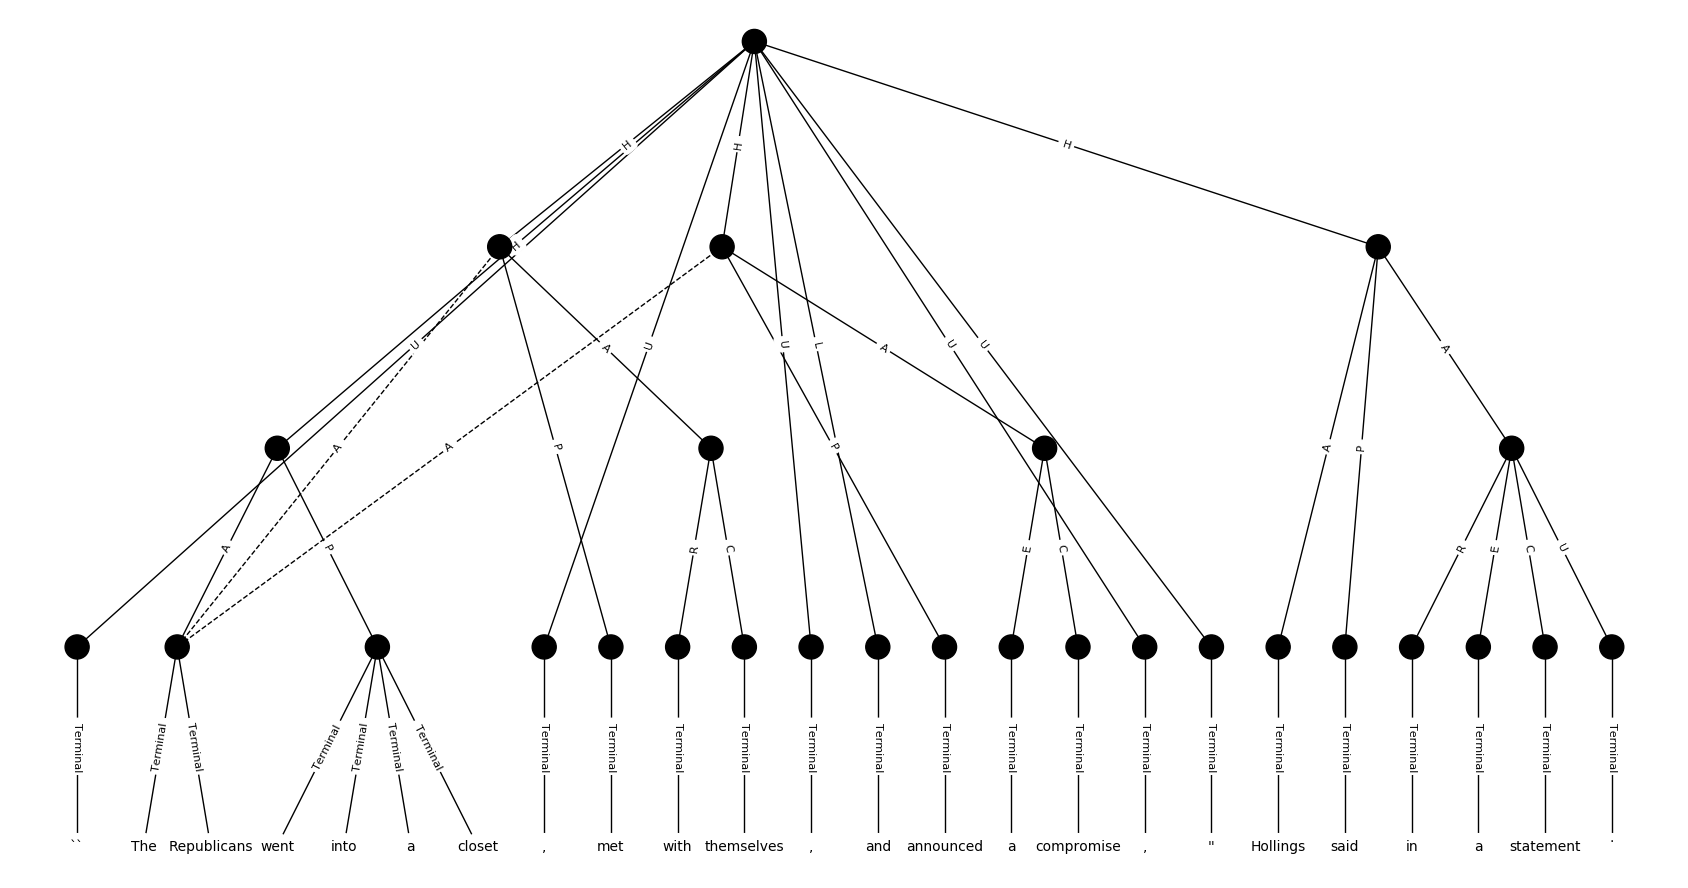 H
H H
H
U U U L U U
A A A
A A P P A P
A P R C E C R E C U
Terminal Terminal Terminal Terminal Terminal Terminal Terminal Terminal Terminal Terminal Terminal Terminal Terminal Terminal Terminal Terminal Terminal Terminal Terminal Terminal Terminal Terminal Terminal Terminal
`` The Republicans went into a closet , met with themselves , and announced a compromise , " Hollings said in a statement .